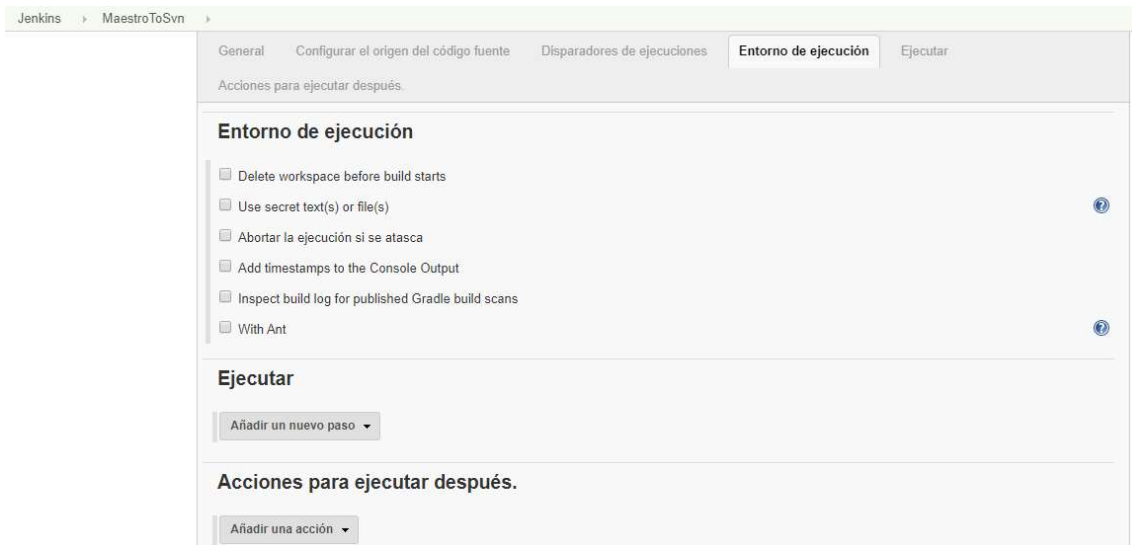 Jenkins MaestroToSvn
General Configurar el origen del código fuente Disparadores de ejecuciones Entorno de ejecución Ejecutar
Acciones para ejecutar después.
Entorno de ejecución
Delete workspace before build starts
Use secret text(s) or file(s)
Abortar la ejecución si se atasca
Add timestamps to the Console Output
Inspect build log for published Gradle build scans
With Ant
Ejecutar
Añadir un nuevo paso
Acciones para ejecutar después.
Añadir una acción